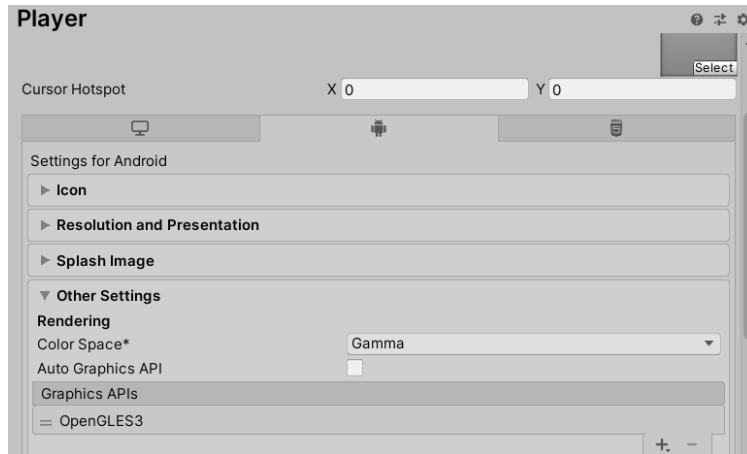 Player
Select
Cursor Hotspot X 0 Y 0
Settings for Android
Icon
Resolution and Presentation
Splash Image
Other Settings
Rendering
Color Space* Gamma
Auto Graphics API
Graphics APIs
OpenGLES3